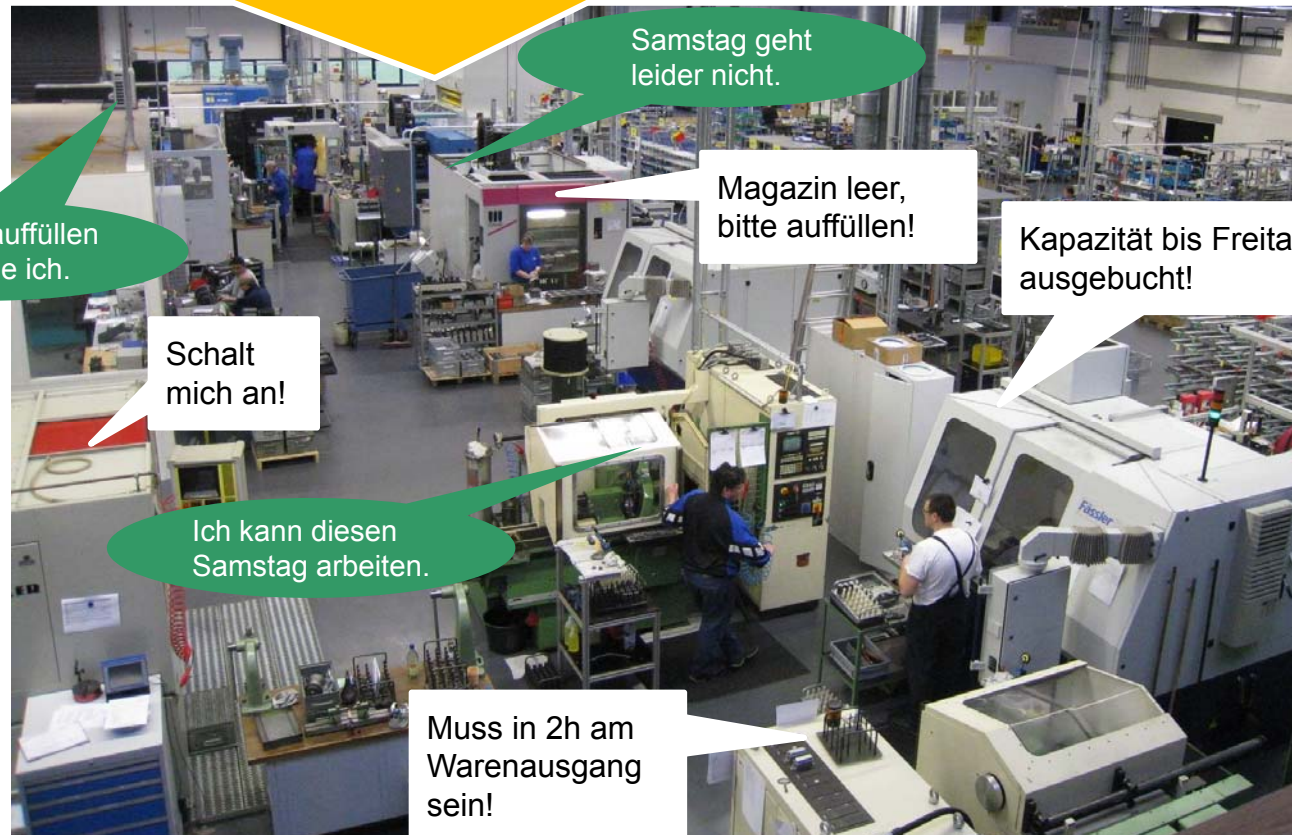 Samstag geht
leider nicht.
Magazin leer,
bitte auffüllen!
auffüllen
e ich.
Kapazität bis Freita
ausgebucht!
Schalt
mich an!
Ich kann diesen
Samstag arbeiten.
Fässler
Muss in 2h am
Warenausgang
sein!